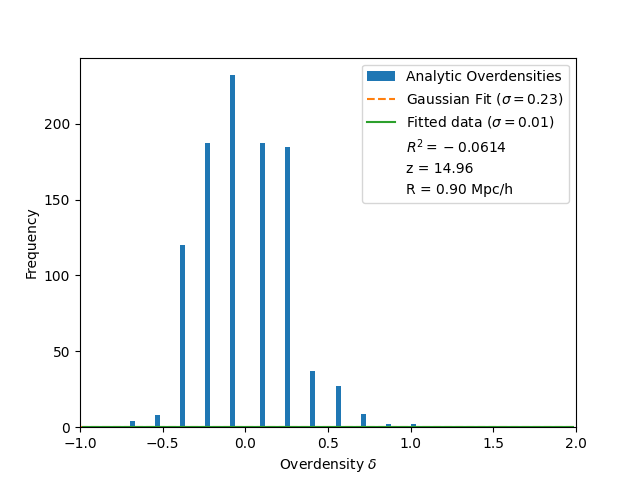 Analytic Overdensities
Gaussian Fit (σ = 0.23)
Fitted data (σ = 0.01)
R² = − 0.0614
z = 14.96
R = 0.90 Mpc/h
Frequency
200
150
100
50
0
−1.0 −0.5 0.0 0.5 1.0 1.5 2.0
Overdensity δ